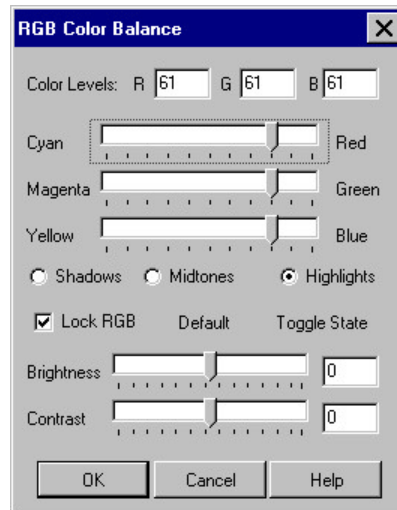 RGB Color Balance
Color Levels: R 61 G 61 B 61
Cyan Red
Magenta Green
Yellow Blue
Shadows Midtones Highlights
Lock RGB Default Toggle State
Brightness 0
Contrast 0
OK Cancel Help